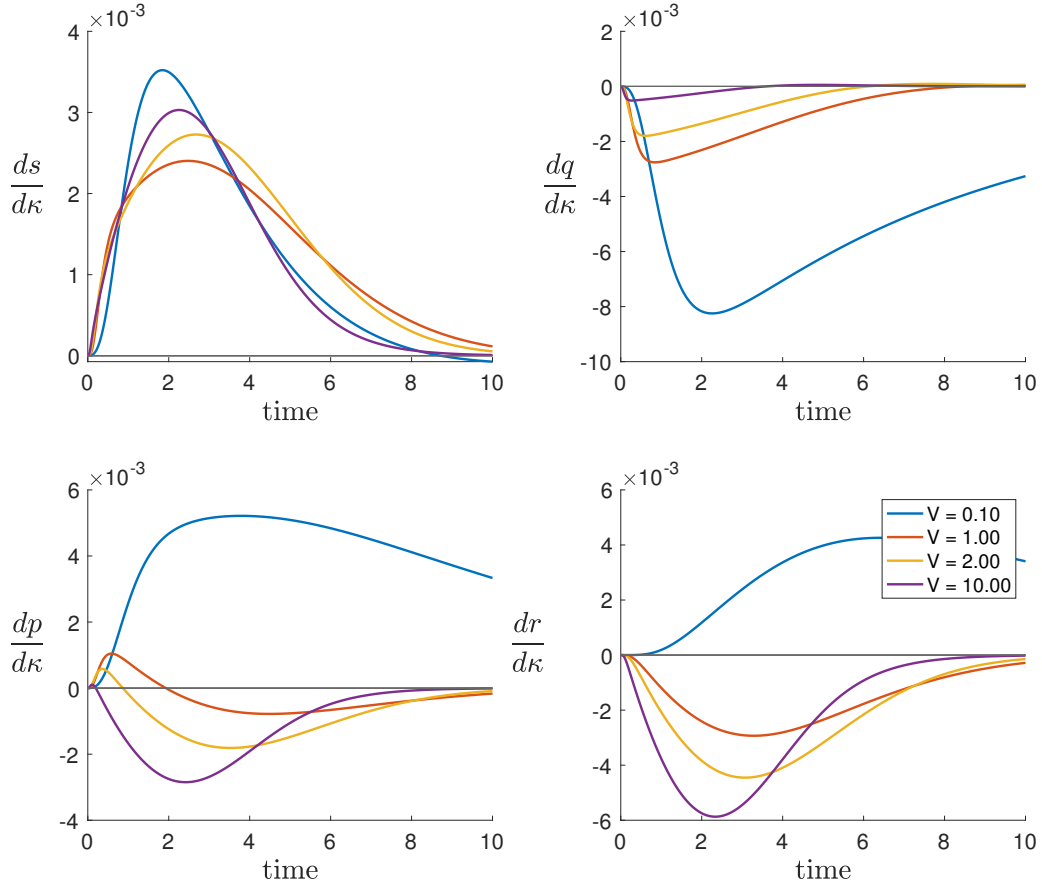 ×10⁻³
4
3
2
1
0
ds
dκ
0 2 4 6 8 10
time
×10⁻³
2
0
-2
-4
-6
-8
-10
dq
dκ
0 2 4 6 8 10
time
×10⁻³
6
4
2
0
-2
-4
dp
dκ
0 2 4 6 8 10
time
×10⁻³
6
4
2
0
-2
-4
-6
dr
dκ
V = 0.10
V = 1.00
V = 2.00
V = 10.00
0 2 4 6 8 10
time